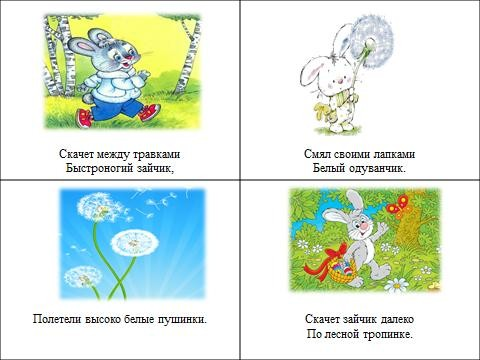 Скачет между травками
Быстроногий зайчик,
Смял своими лапками
Белый одуванчик.
Полетели высоко белые пушинки.
Скачет зайчик далеко
По лесной тропинке.